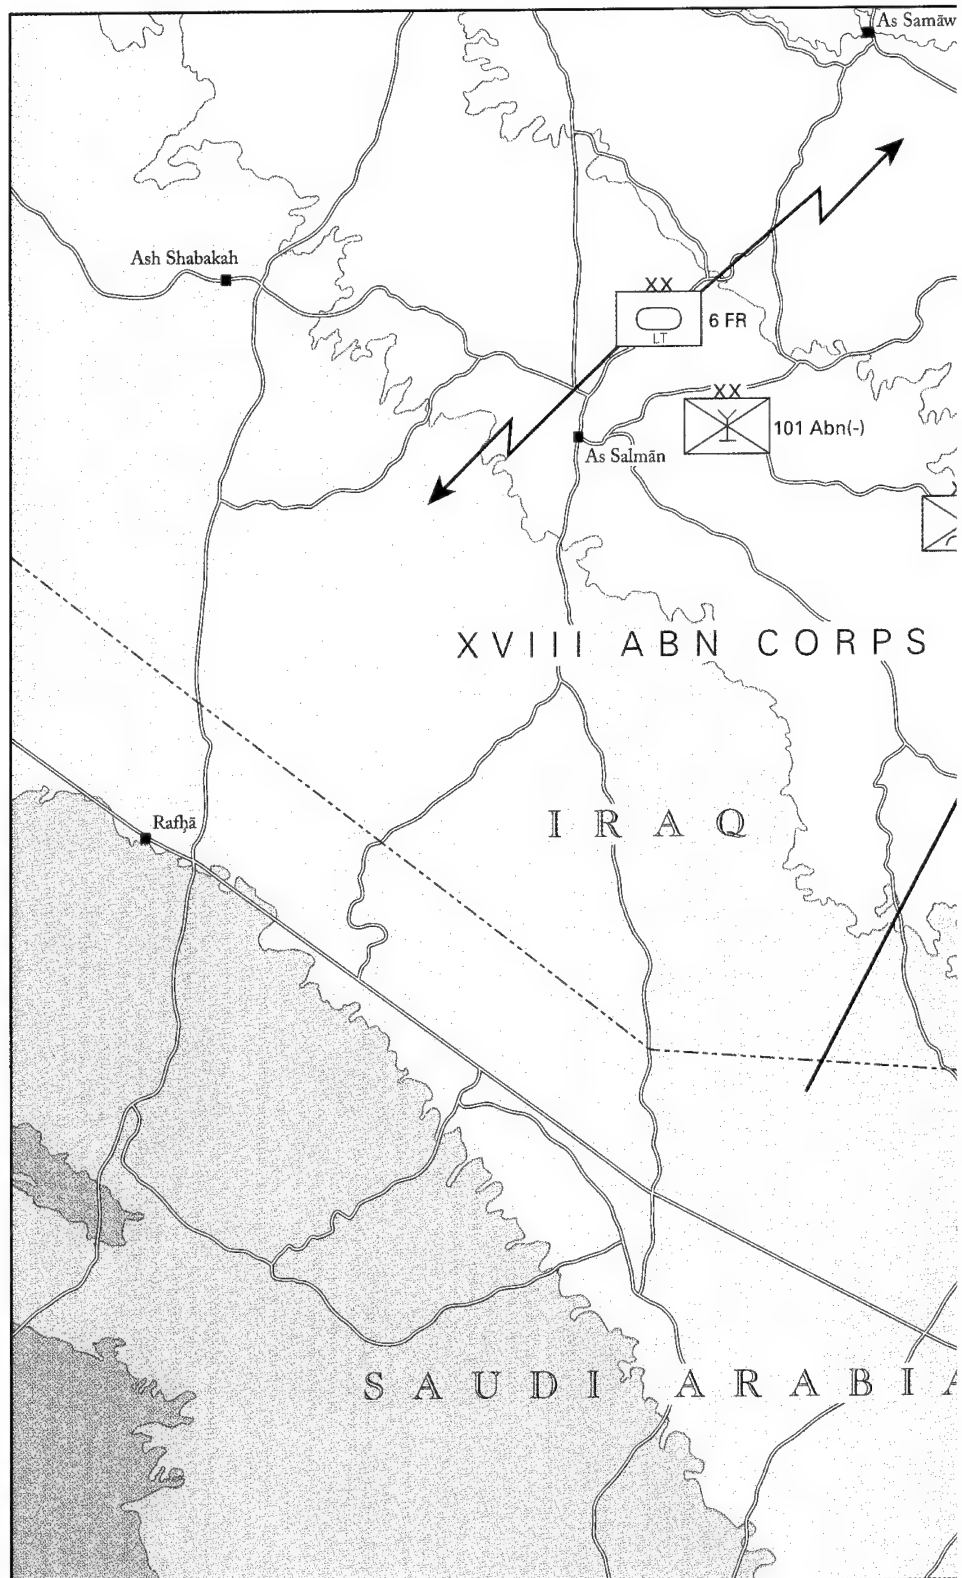 As Samāw
Ash Shabakah
XX
LT
6 FR
XX
101 Abn(-)
As Salmān
XVIII ABN CORPS
IRAQ
Rafḥā
SAUDI ARABIA